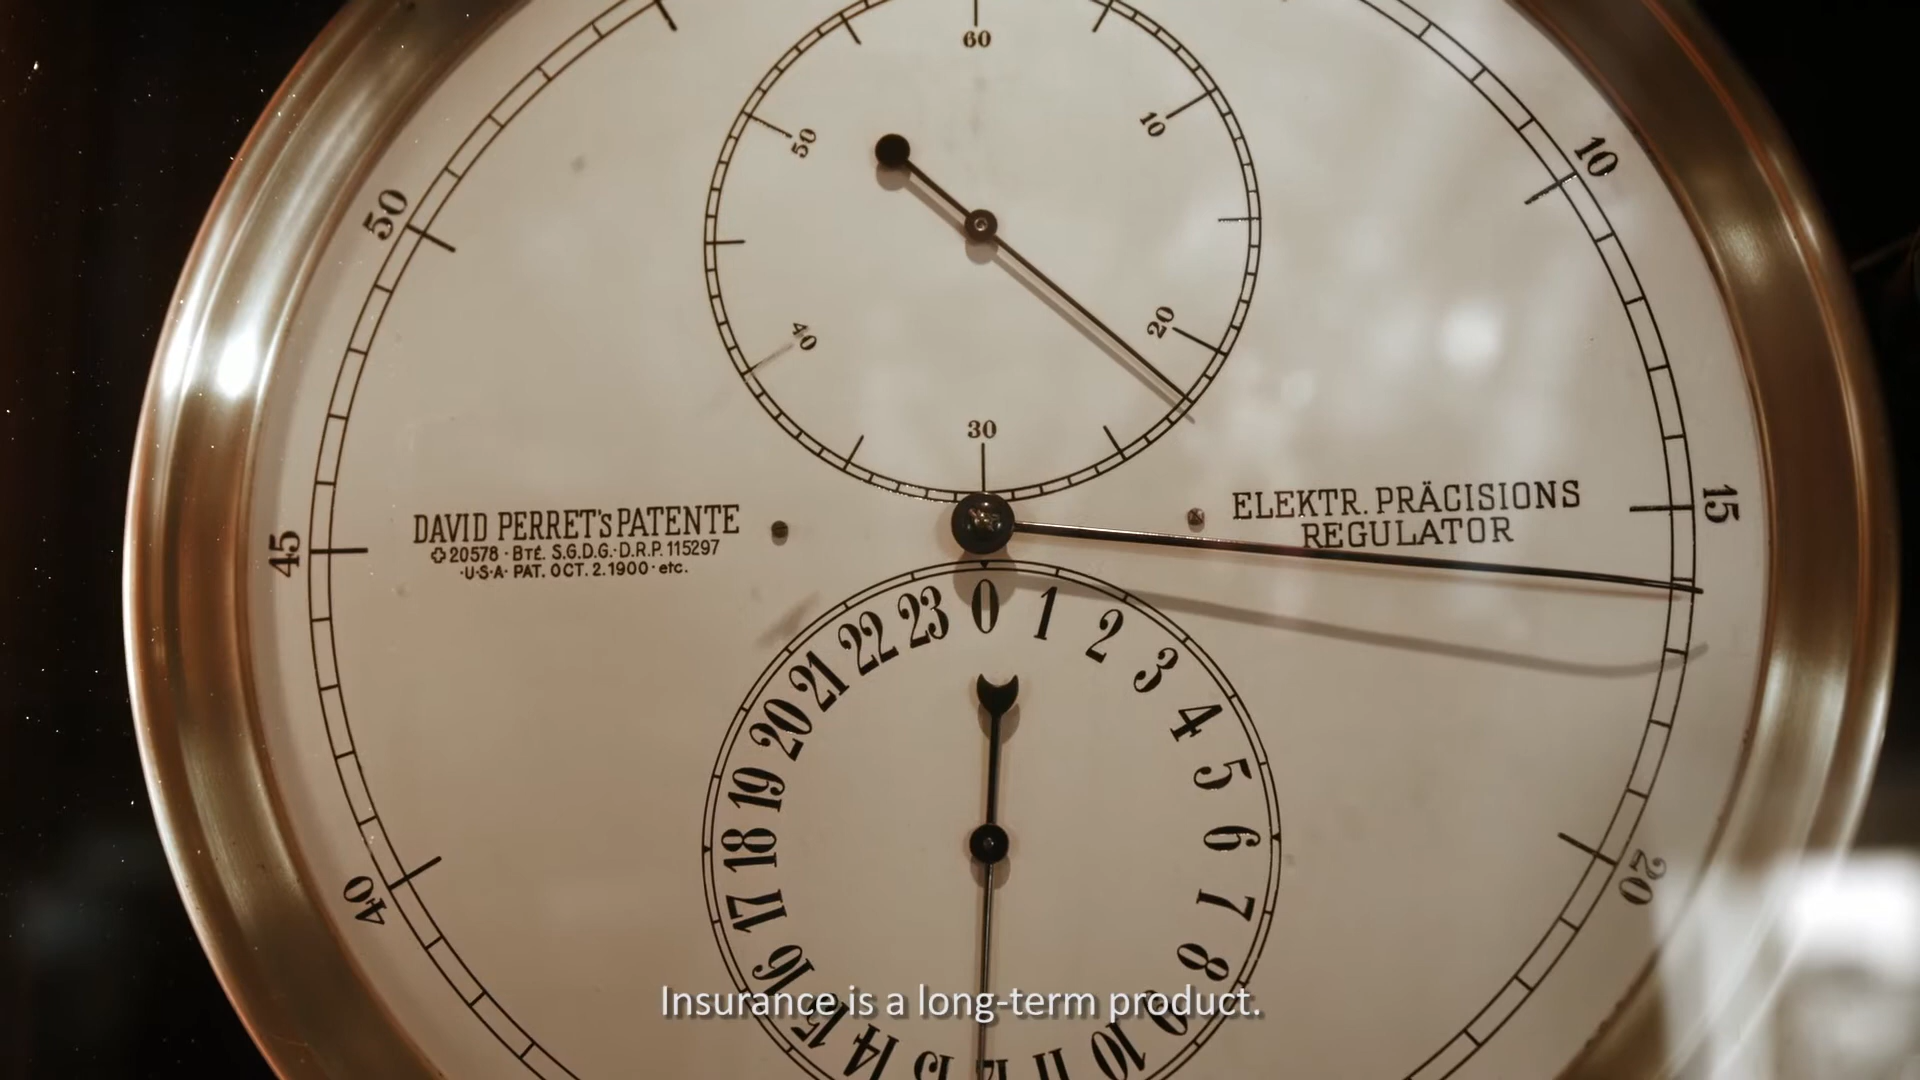 60
50
10
40
20
30
10
50
15
45
20
40
DAVID PERRET's PATENTE
20578 · BTÉ. S.G.D.G. · D.R.P. 115297
· U·S·A · PAT. OCT. 2.1900 · etc.
ELEKTR. PRÄCISIONS
REGULATOR
0 1 2 3 4 5 6 7 8 9 10 11 12 13 14 15 16 17 18 19 20 21 22 23
Insurance is a long-term product.